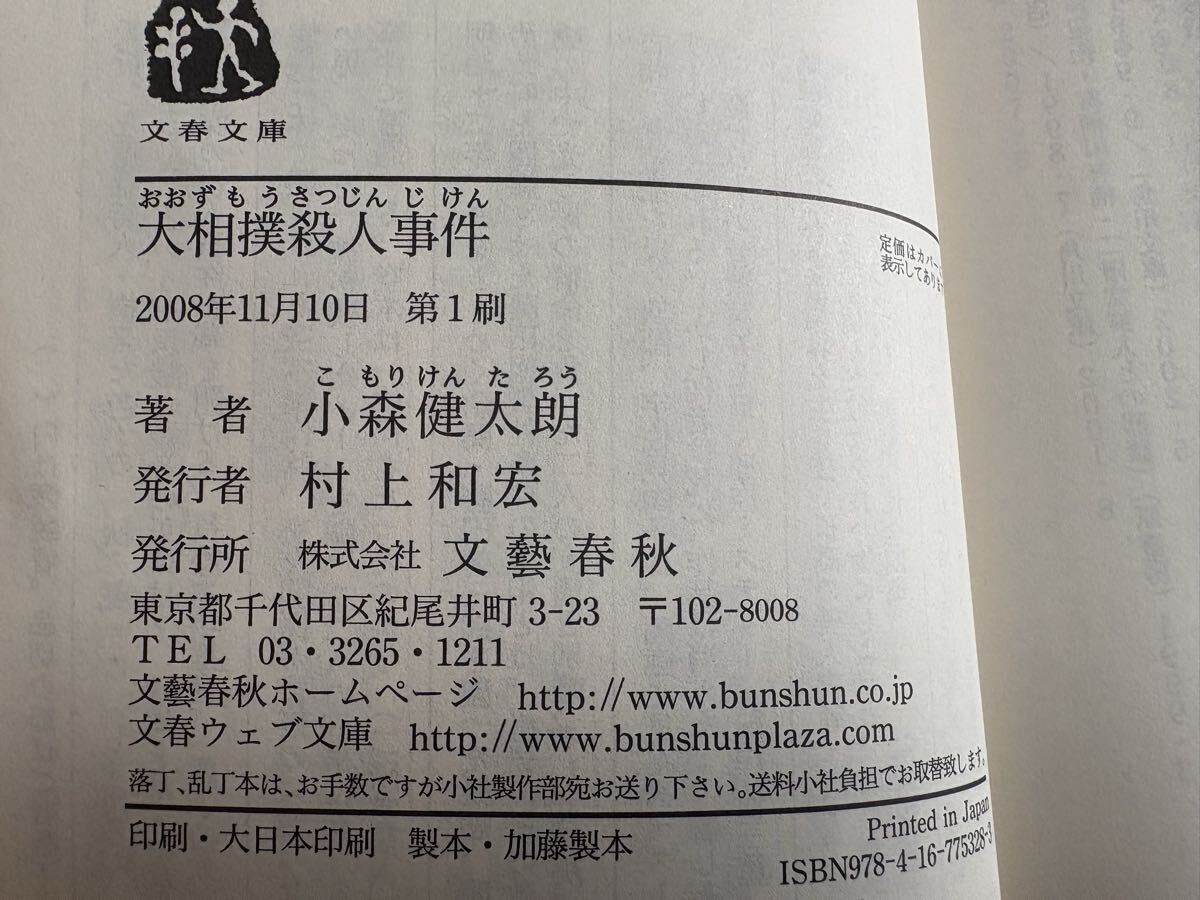 文春文庫
おおずもうさつじんじけん
大相撲殺人事件
定価はカバーに
表示してあります
2008年11月10日 第1刷
こもりけんたろう
著者 小森健太朗
発行者 村上和宏
発行所 株式会社 文藝春秋
東京都千代田区紀尾井町 3-23 〒102-8008
TEL 03・3265・1211
文藝春秋ホームページ http://www.bunshun.co.jp
文春ウェブ文庫 http://www.bunshunplaza.com
落丁、乱丁本は、お手数ですが小社製作部宛お送り下さい。送料小社負担でお取替致します。
印刷・大日本印刷 製本・加藤製本
Printed in Japan
ISBN978-4-16-775328-3